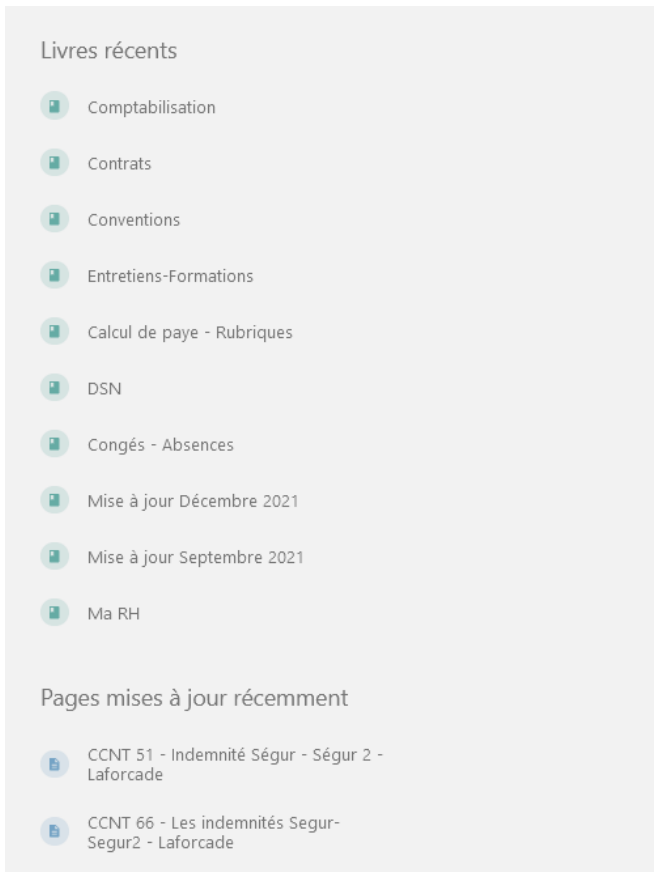 Livres récents
Comptabilisation
Contrats
Conventions
Entretiens-Formations
Calcul de paye - Rubriques
DSN
Congés - Absences
Mise à jour Décembre 2021
Mise à jour Septembre 2021
Ma RH
Pages mises à jour récemment
CCNT 51 - Indemnité Ségur - Ségur 2 -
Laforcade
CCNT 66 - Les indemnités Segur-
Segur2 - Laforcade